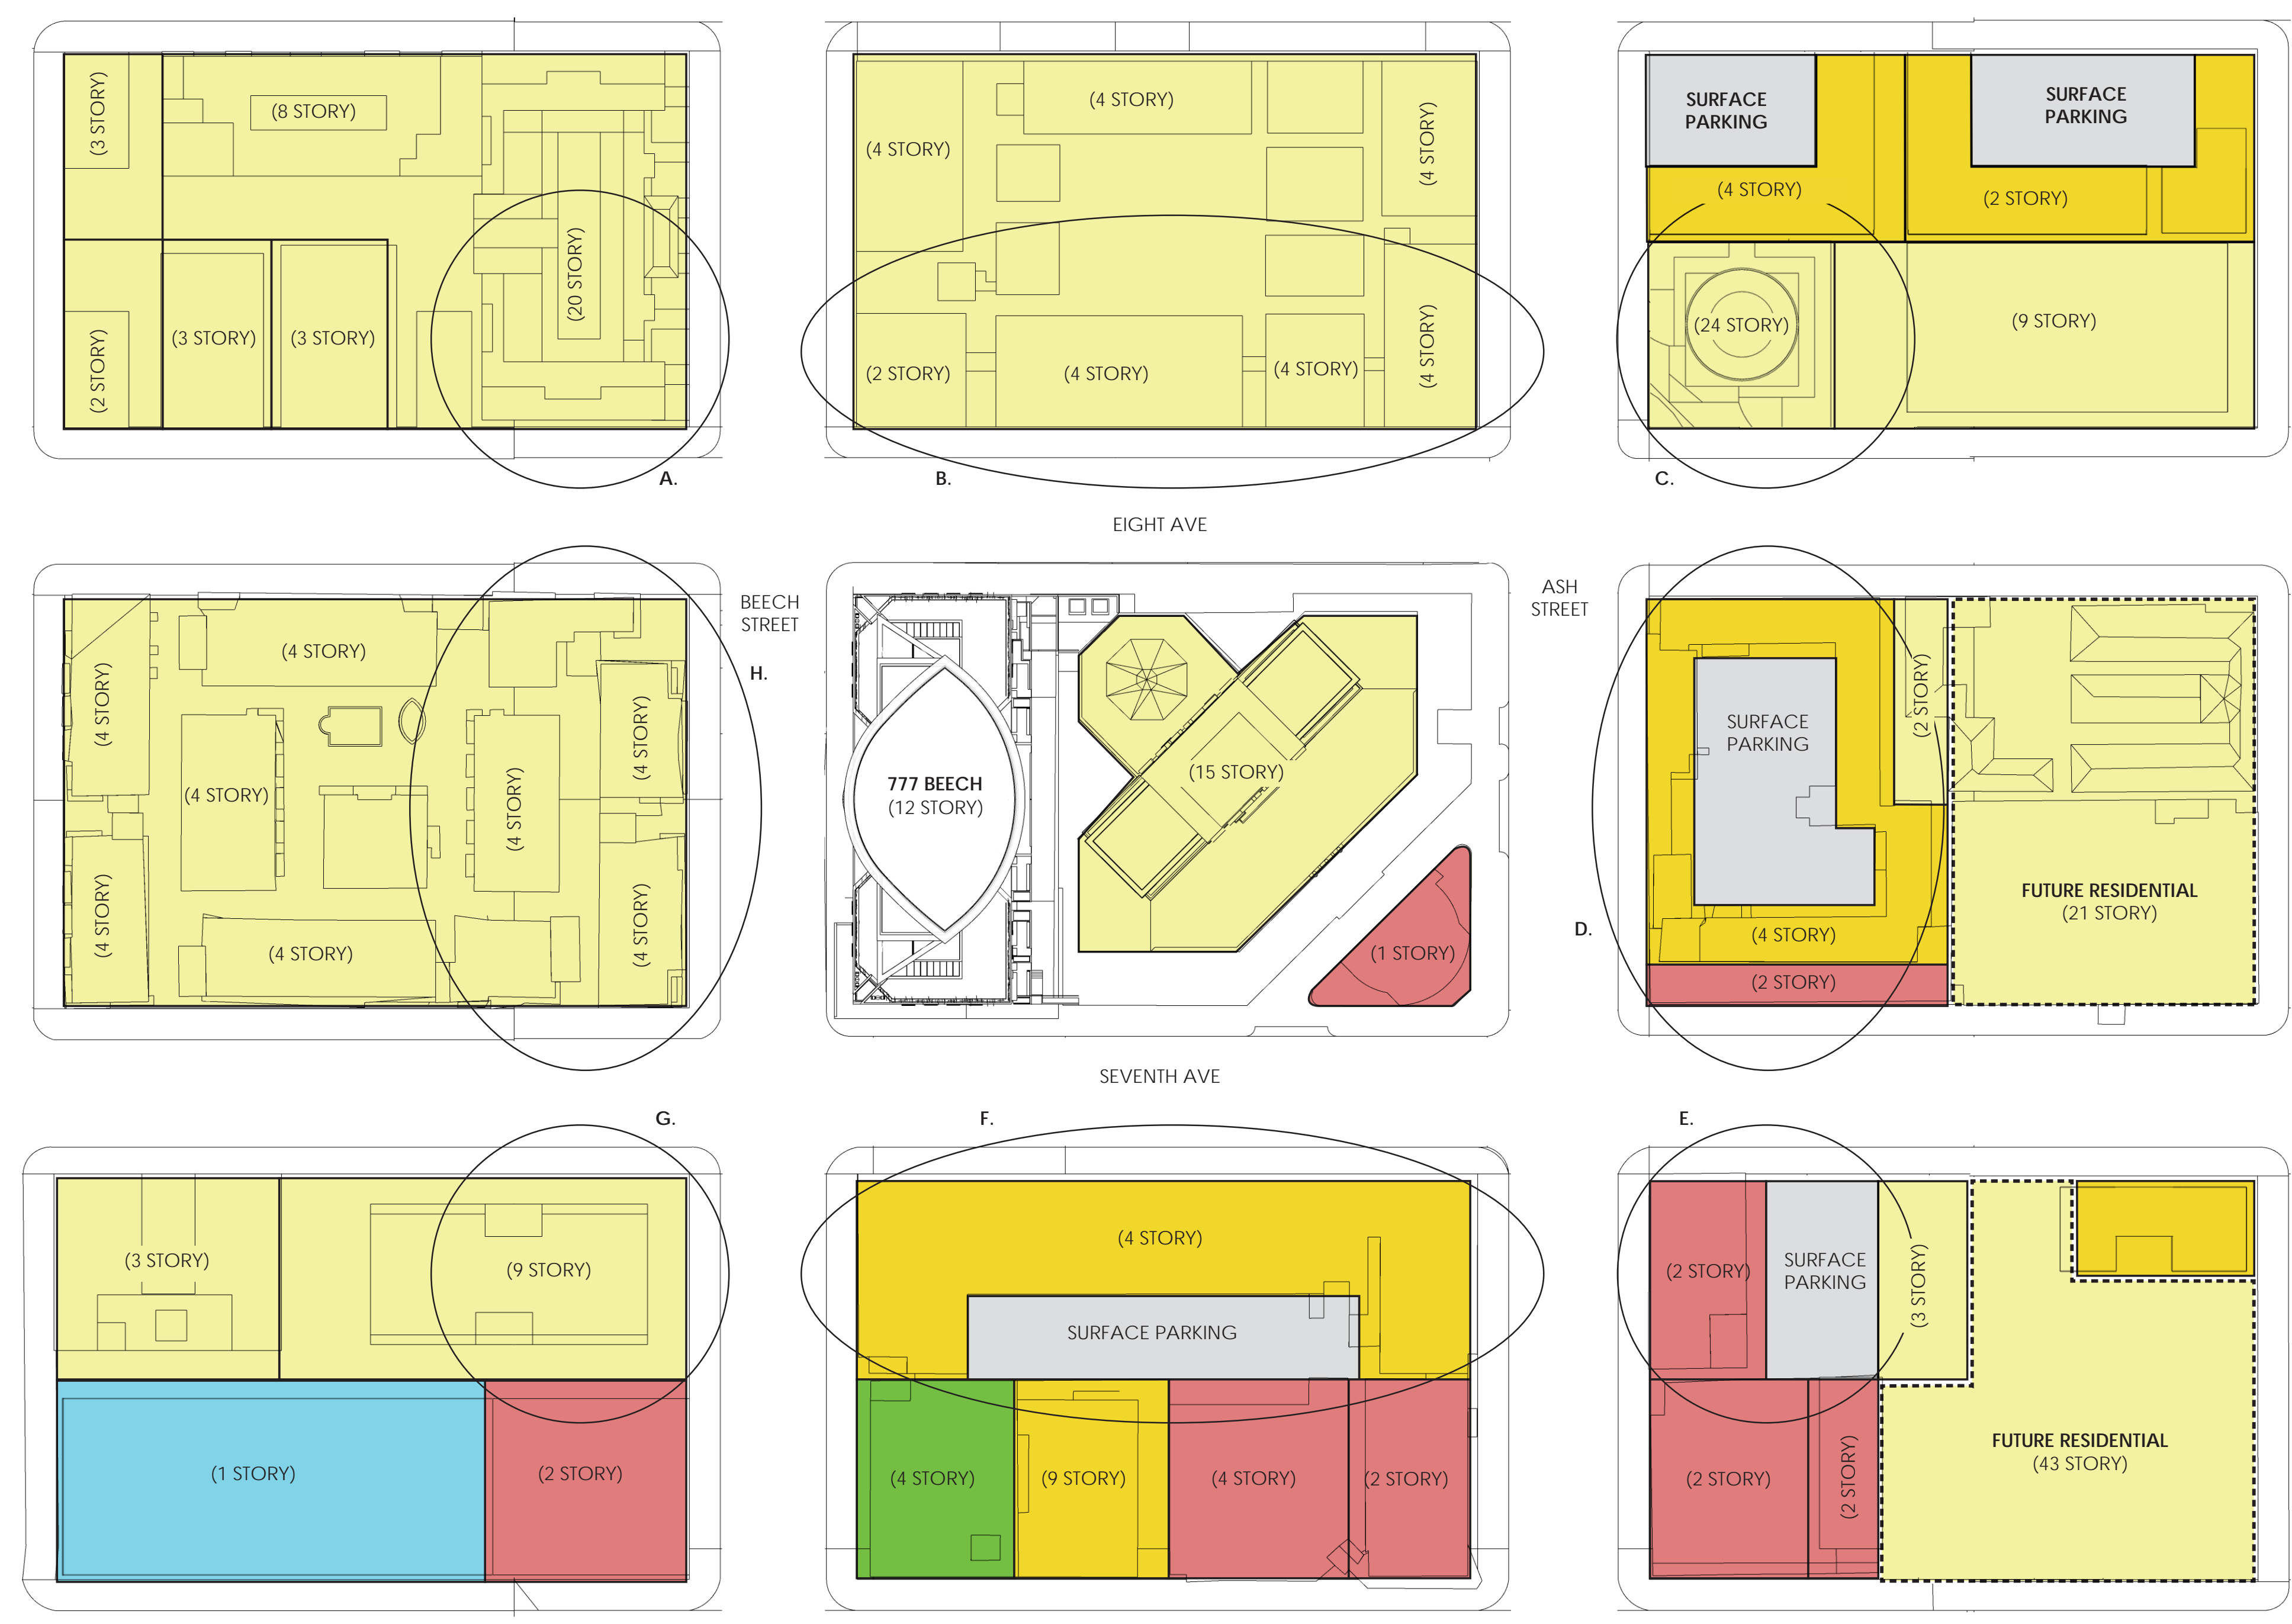 (3 STORY)
(8 STORY)
(20 STORY)
(2 STORY)
(3 STORY)
(3 STORY)
A.
(4 STORY)
(4 STORY)
(4 STORY)
(2 STORY)
(4 STORY)
(4 STORY)
(4 STORY)
B.
SURFACE
PARKING
SURFACE
PARKING
(4 STORY)
(2 STORY)
(24 STORY)
(9 STORY)
C.
EIGHT AVE
(4 STORY)
(4 STORY)
(4 STORY)
(4 STORY)
(4 STORY)
(4 STORY)
(4 STORY)
(4 STORY)
BEECH
STREET
H.
777 BEECH
(12 STORY)
(15 STORY)
(1 STORY)
ASH
STREET
D.
SURFACE
PARKING
(2 STORY)
(4 STORY)
(2 STORY)
FUTURE RESIDENTIAL
(21 STORY)
SEVENTH AVE
G.
F.
E.
(3 STORY)
(9 STORY)
(1 STORY)
(2 STORY)
(4 STORY)
SURFACE PARKING
(4 STORY)
(9 STORY)
(4 STORY)
(2 STORY)
(2 STORY)
SURFACE
PARKING
(3 STORY)
(2 STORY)
(2 STORY)
FUTURE RESIDENTIAL
(43 STORY)